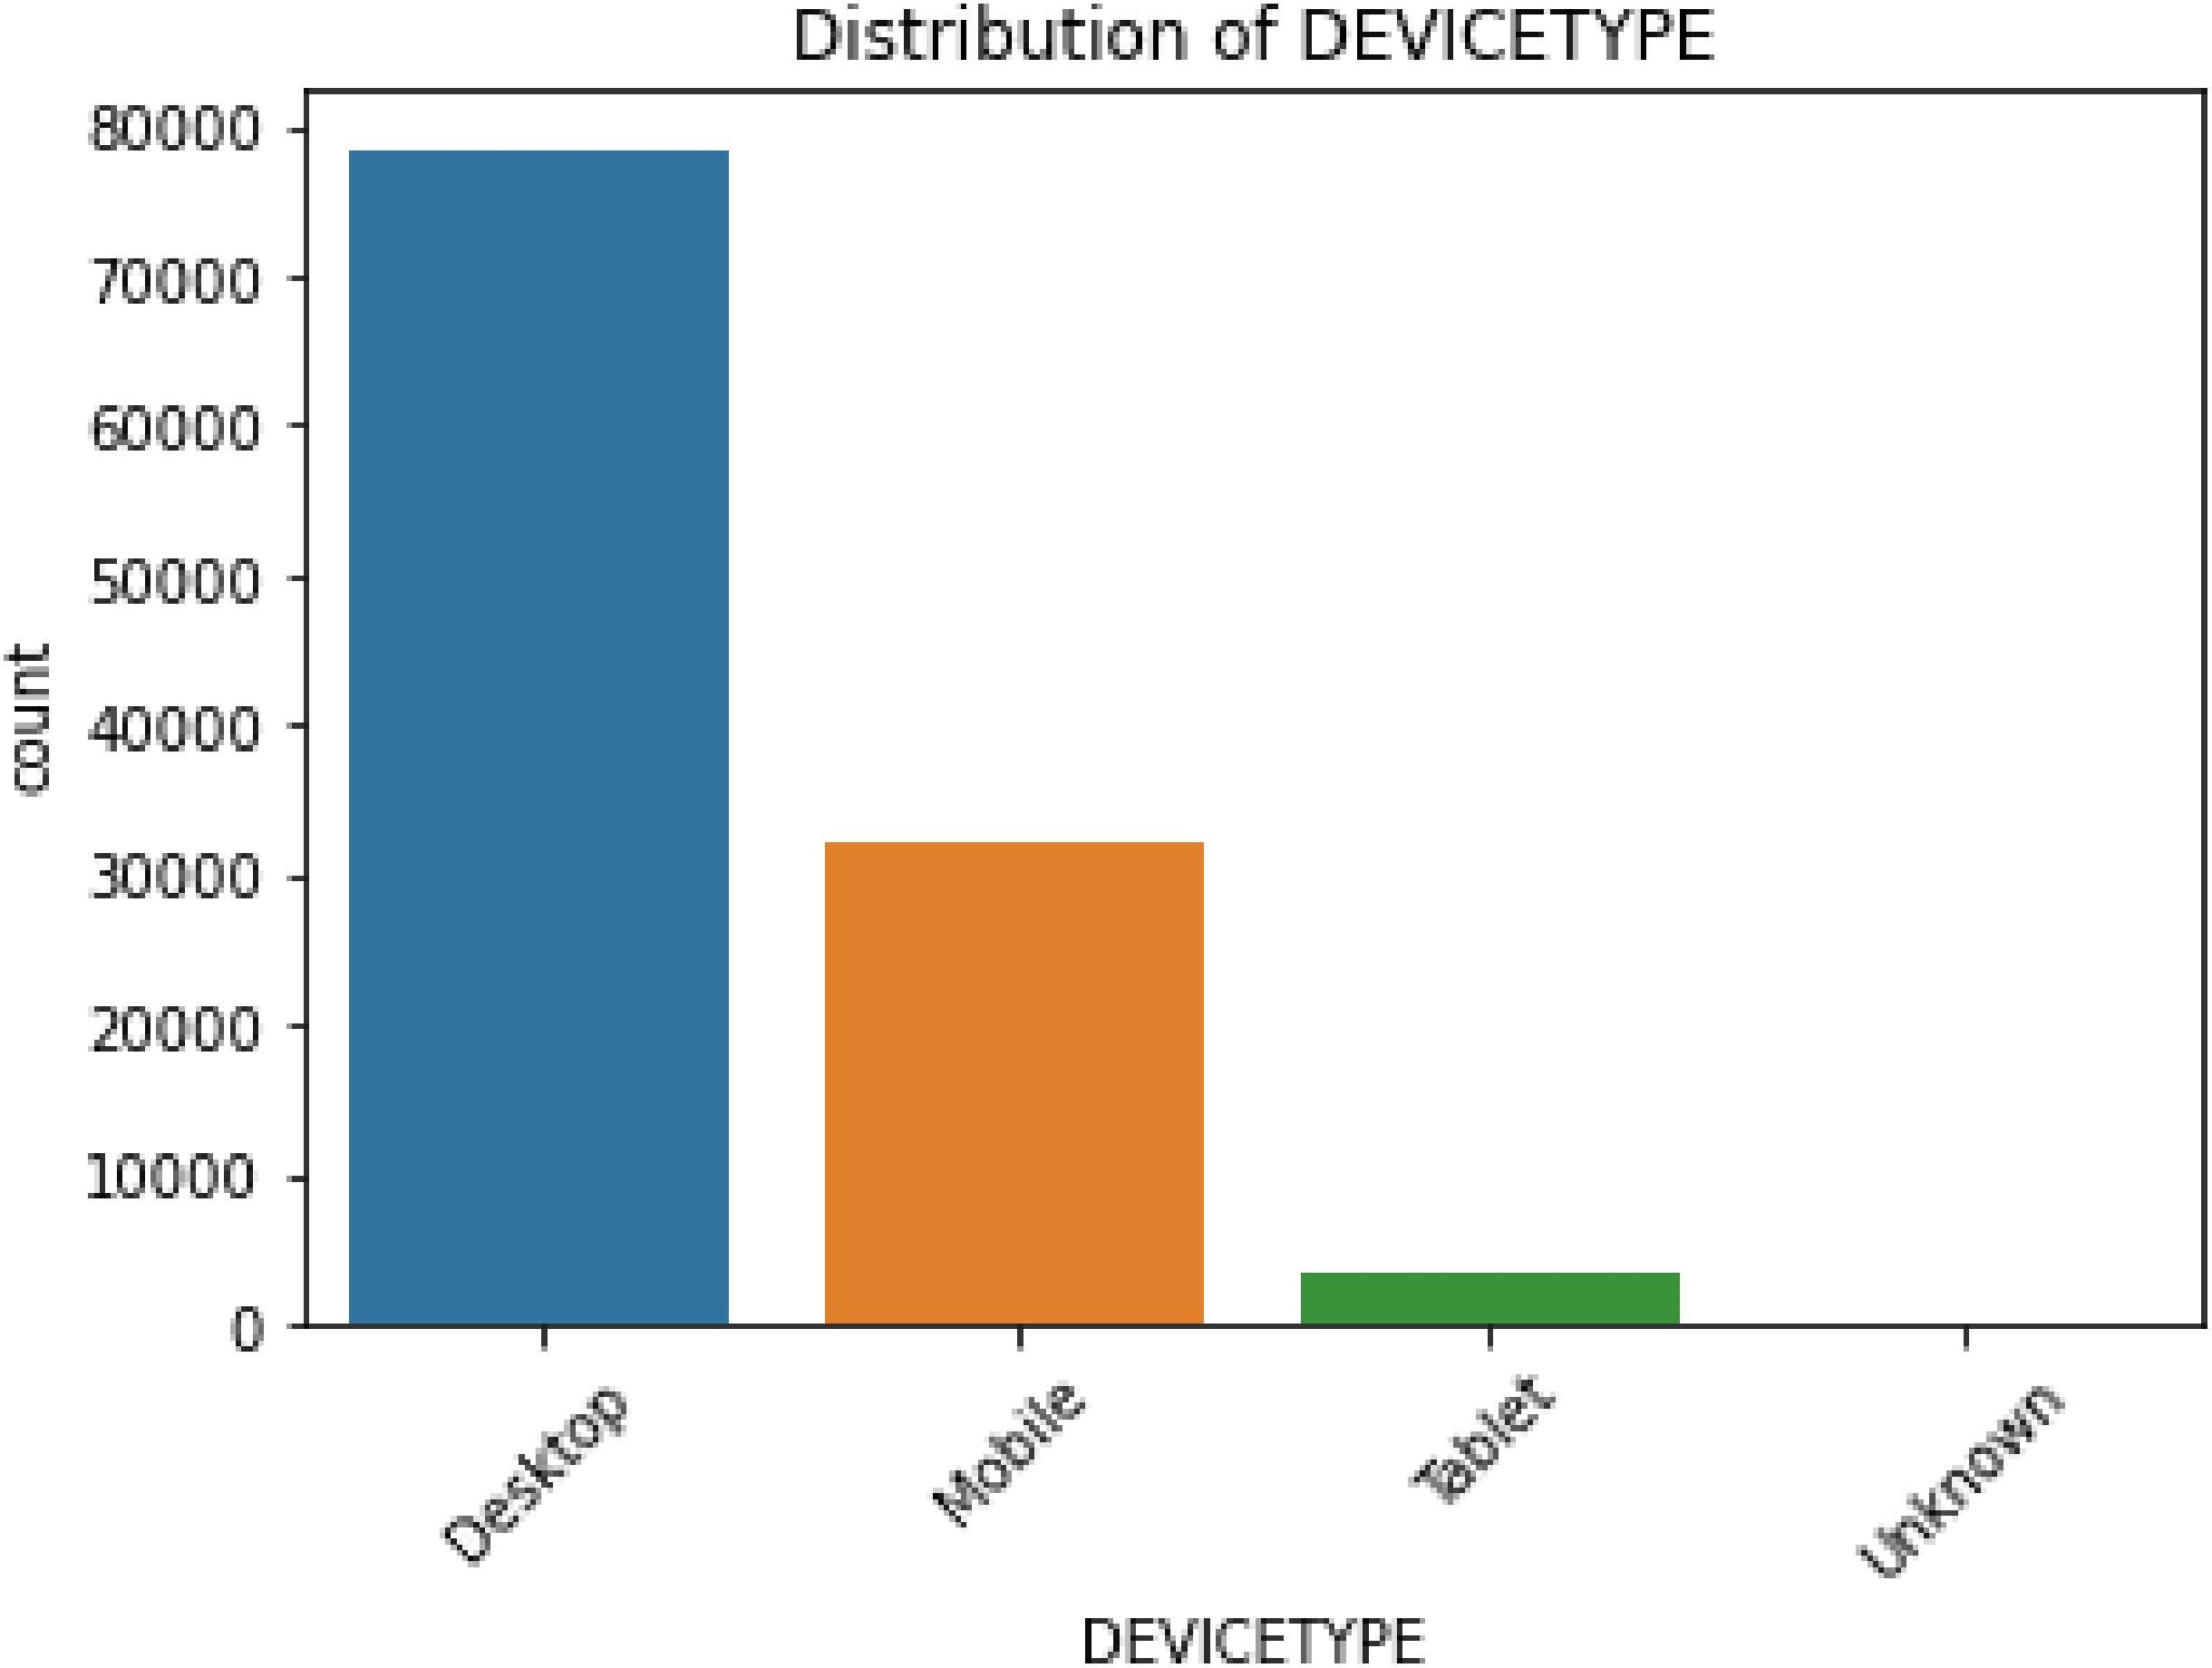 Distribution of DEVICETYPE
80000
70000
60000
50000
40000
30000
20000
10000
0
count
Desktop
Mobile
Tablet
Unknown
DEVICETYPE